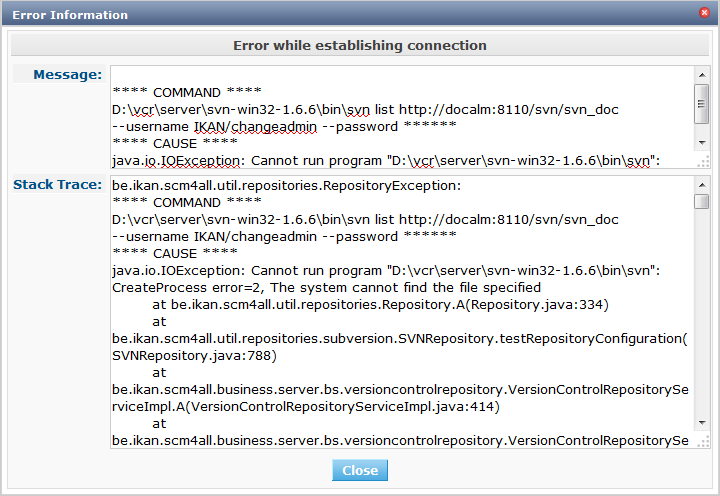 Error Information
Error while establishing connection
Message:
**** COMMAND ****
D:\vcr\server\svn-win32-1.6.6\bin\svn list http://docalm:8110/svn/svn_doc
--username IKAN/changeadmin --password ******
**** CAUSE ****
java.io.IOException: Cannot run program "D:\vcr\server\svn-win32-1.6.6\bin\svn":
Stack Trace:
be.ikan.scm4all.util.repositories.RepositoryException:
**** COMMAND ****
D:\vcr\server\svn-win32-1.6.6\bin\svn list http://docalm:8110/svn/svn_doc
--username IKAN/changeadmin --password ******
**** CAUSE ****
java.io.IOException: Cannot run program "D:\vcr\server\svn-win32-1.6.6\bin\svn":
CreateProcess error=2, The system cannot find the file specified
at be.ikan.scm4all.util.repositories.Repository.A(Repository.java:334)
at
be.ikan.scm4all.util.repositories.subversion.SVNRepository.testRepositoryConfiguration(
SVNRepository.java:788)
at
be.ikan.scm4all.business.server.bs.versioncontrolrepository.VersionControlRepositorySe
rviceImpl.A(VersionControlRepositoryServiceImpl.java:414)
at
be.ikan.scm4all.business.server.bs.versioncontrolrepository.VersionControlRepositorySe
Close